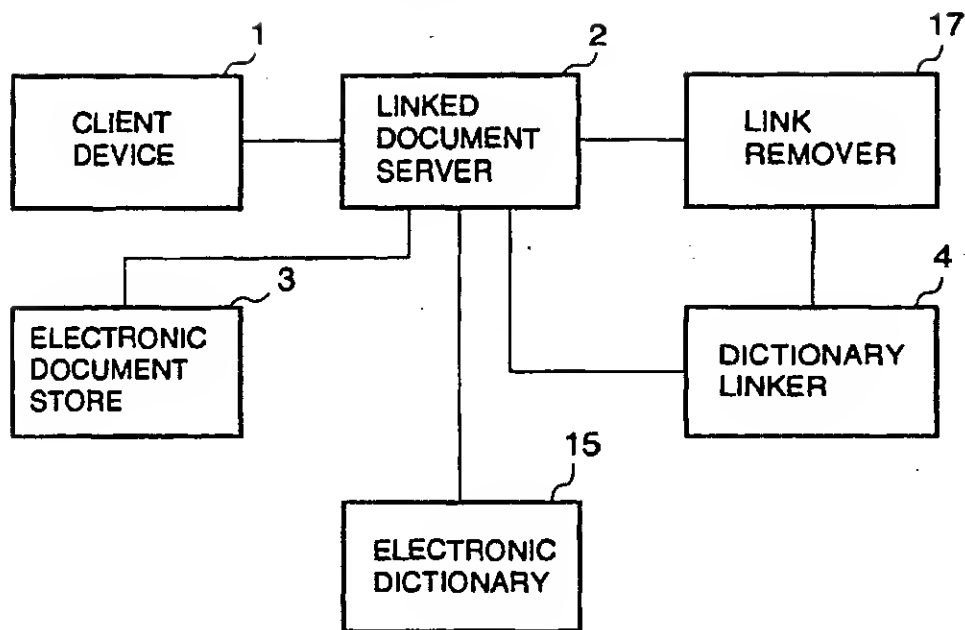 1
CLIENT
DEVICE
2
LINKED
DOCUMENT
SERVER
17
LINK
REMOVER
3
ELECTRONIC
DOCUMENT
STORE
4
DICTIONARY
LINKER
15
ELECTRONIC
DICTIONARY